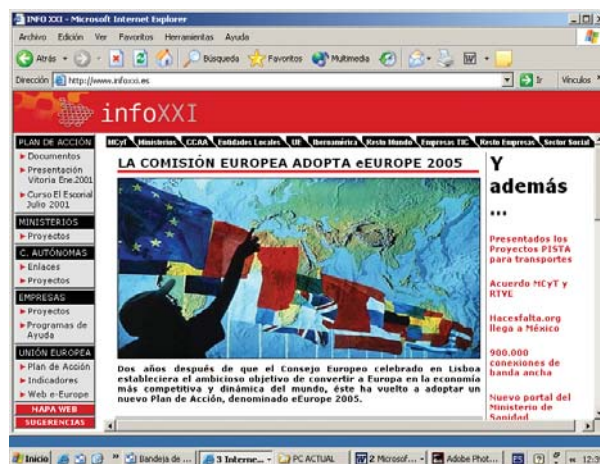 INFO XXI - Microsoft Internet Explorer
Archivo Edición Ver Favoritos Herramientas Ayuda
Atrás Búsqueda Favoritos Multimedia
Dirección http://www.infoxxi.es Ir Vínculos
infoXXI
MCyT Ministerios CCAA Entidades Locales UE Iberoamérica Resto Mundo Empresas TIC Resto Empresas Sector Social
PLAN DE ACCIÓN
Documentos
Presentación
Vitoria Ene.2001
Curso El Escorial
Julio 2001
MINISTERIOS
Proyectos
C. AUTÓNOMAS
Enlaces
Proyectos
EMPRESAS
Proyectos
Programas de
Ayuda
UNIÓN EUROPEA
Plan de Acción
Indicadores
Web e-Europe
MAPA WEB
SUGERENCIAS
LA COMISIÓN EUROPEA ADOPTA eEUROPE 2005
Dos años después de que el Consejo Europeo celebrado en Lisboa
estableciera el ambicioso objetivo de convertir a Europa en la economía
más competitiva y dinámica del mundo, éste ha vuelto a adoptar un
nuevo Plan de Acción, denominado eEurope 2005.
Y
además
...
Presentados los
Proyectos PISTA
para transportes
Acuerdo MCyT y
RTVE
Hacesfalta.org
llega a México
900.000
conexiones de
banda ancha
Nuevo portal del
Ministerio de
Sanidad
Inicio Bandeja de ... 3 Interne... PC ACTUAL 2 Microsof... Adobe Phot... ES